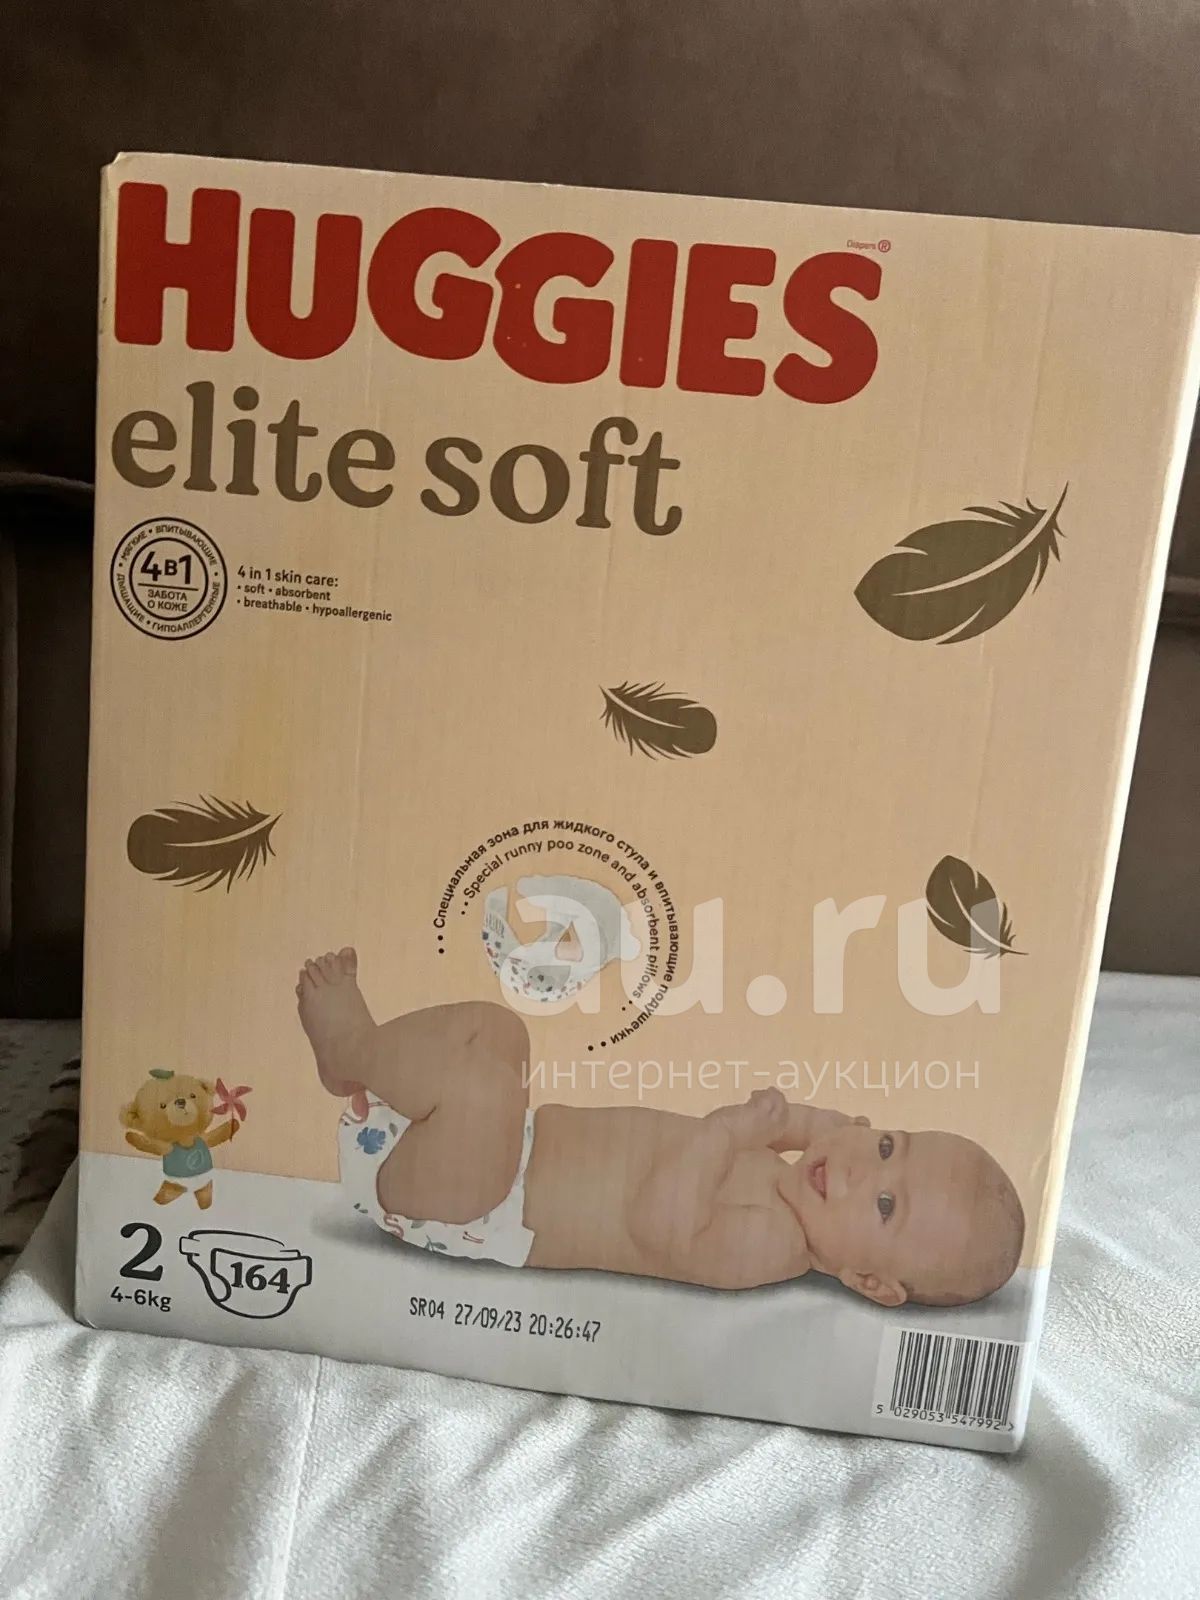 Diapers ®
HUGGIES
elite soft
• МЯГКИЕ • ВПИТЫВАЮЩИЕ • ДЫШАЩИЕ • ГИПОАЛЛЕРГЕННЫЕ
4в1
ЗАБОТА
О КОЖЕ
4 in 1 skin care:
• soft • absorbent
• breathable • hypoallergenic
•• Специальная зона для жидкого стула и впитывающие подушечки ••
•• Special runny poo zone and absorbent pillows ••
au.ru
интернет-аукцион
2
164
4-6kg
SR04 27/09/23 20:26:47
5 029053 547992 >